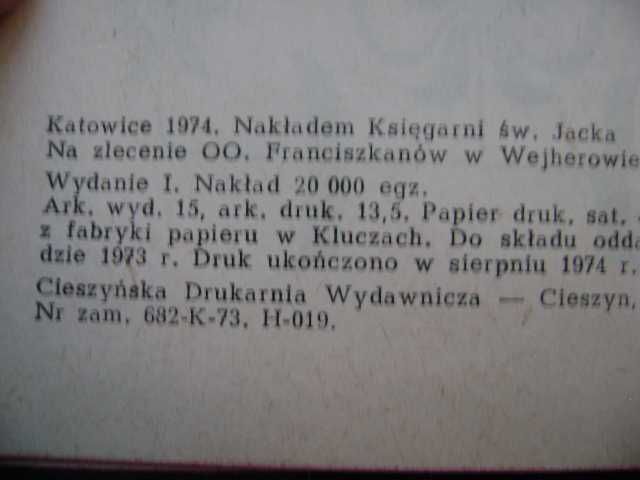 Katowice 1974. Nakładem Księgarni św. Jacka
Na zlecenie OO. Franciszkanów w Wejherowie
Wydanie I. Nakład 20 000 egz.
Ark. wyd. 15, ark. druk. 13,5. Papier druk. sat.
z fabryki papieru w Kluczach. Do składu odda
dzie 1973 r. Druk ukończono w sierpniu 1974 r.
Cieszyńska Drukarnia Wydawnicza — Cieszyn,
Nr zam. 682-K-73. H-019.